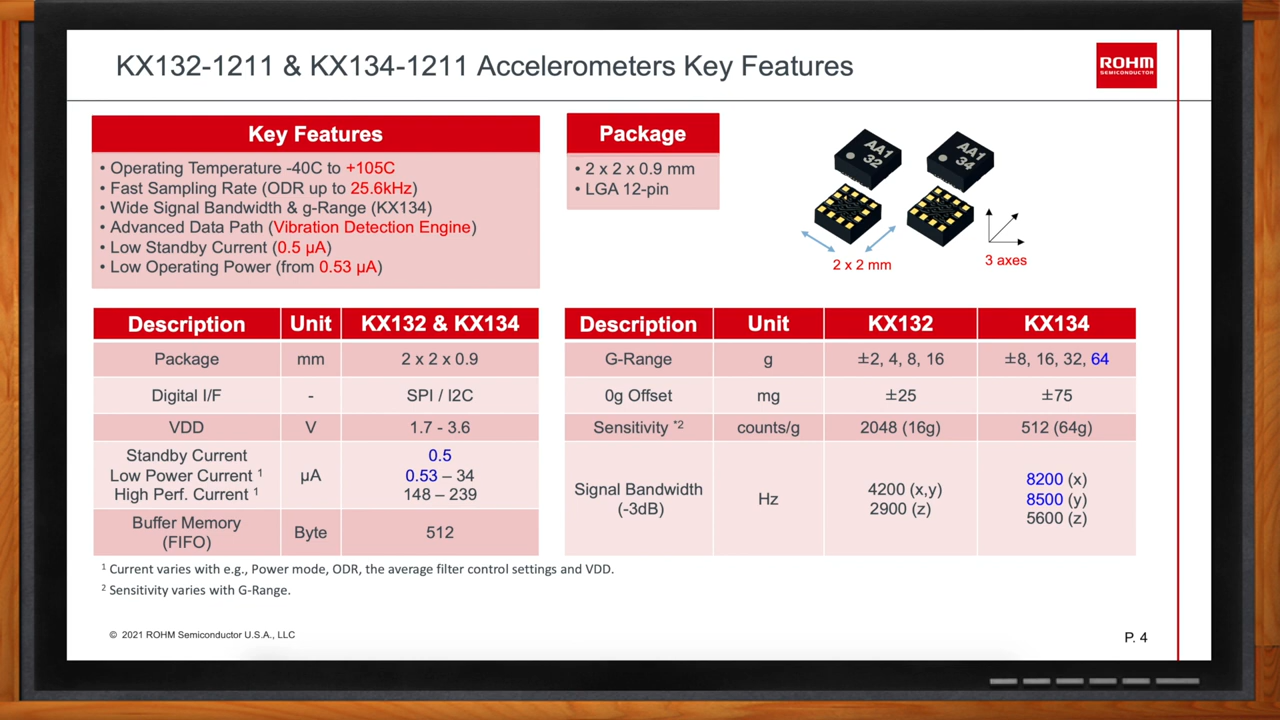 KX132-1211 & KX134-1211 Accelerometers Key Features
ROHM
SEMICONDUCTOR
Key Features
• Operating Temperature -40C to +105C
• Fast Sampling Rate (ODR up to 25.6kHz)
• Wide Signal Bandwidth & g-Range (KX134)
• Advanced Data Path (Vibration Detection Engine)
• Low Standby Current (0.5 µA)
• Low Operating Power (from 0.53 µA)
Package
• 2 x 2 x 0.9 mm
• LGA 12-pin
AA1
32
AA1
34
2 x 2 mm
3 axes
Description Unit KX132 & KX134
Package mm 2 x 2 x 0.9
Digital I/F - SPI / I2C
VDD V 1.7 - 3.6
Standby Current 0.5
Low Power Current ¹ µA 0.53 – 34
High Perf. Current ¹ 148 – 239
Buffer Memory
(FIFO) Byte 512
Description Unit KX132 KX134
G-Range g ±2, 4, 8, 16 ±8, 16, 32, 64
0g Offset mg ±25 ±75
Sensitivity *2 counts/g 2048 (16g) 512 (64g)
Signal Bandwidth
(-3dB)
Hz
4200 (x,y)
2900 (z)
8200 (x)
8500 (y)
5600 (z)
¹ Current varies with e.g., Power mode, ODR, the average filter control settings and VDD.
² Sensitivity varies with G-Range.
© 2021 ROHM Semiconductor U.S.A., LLC
P. 4